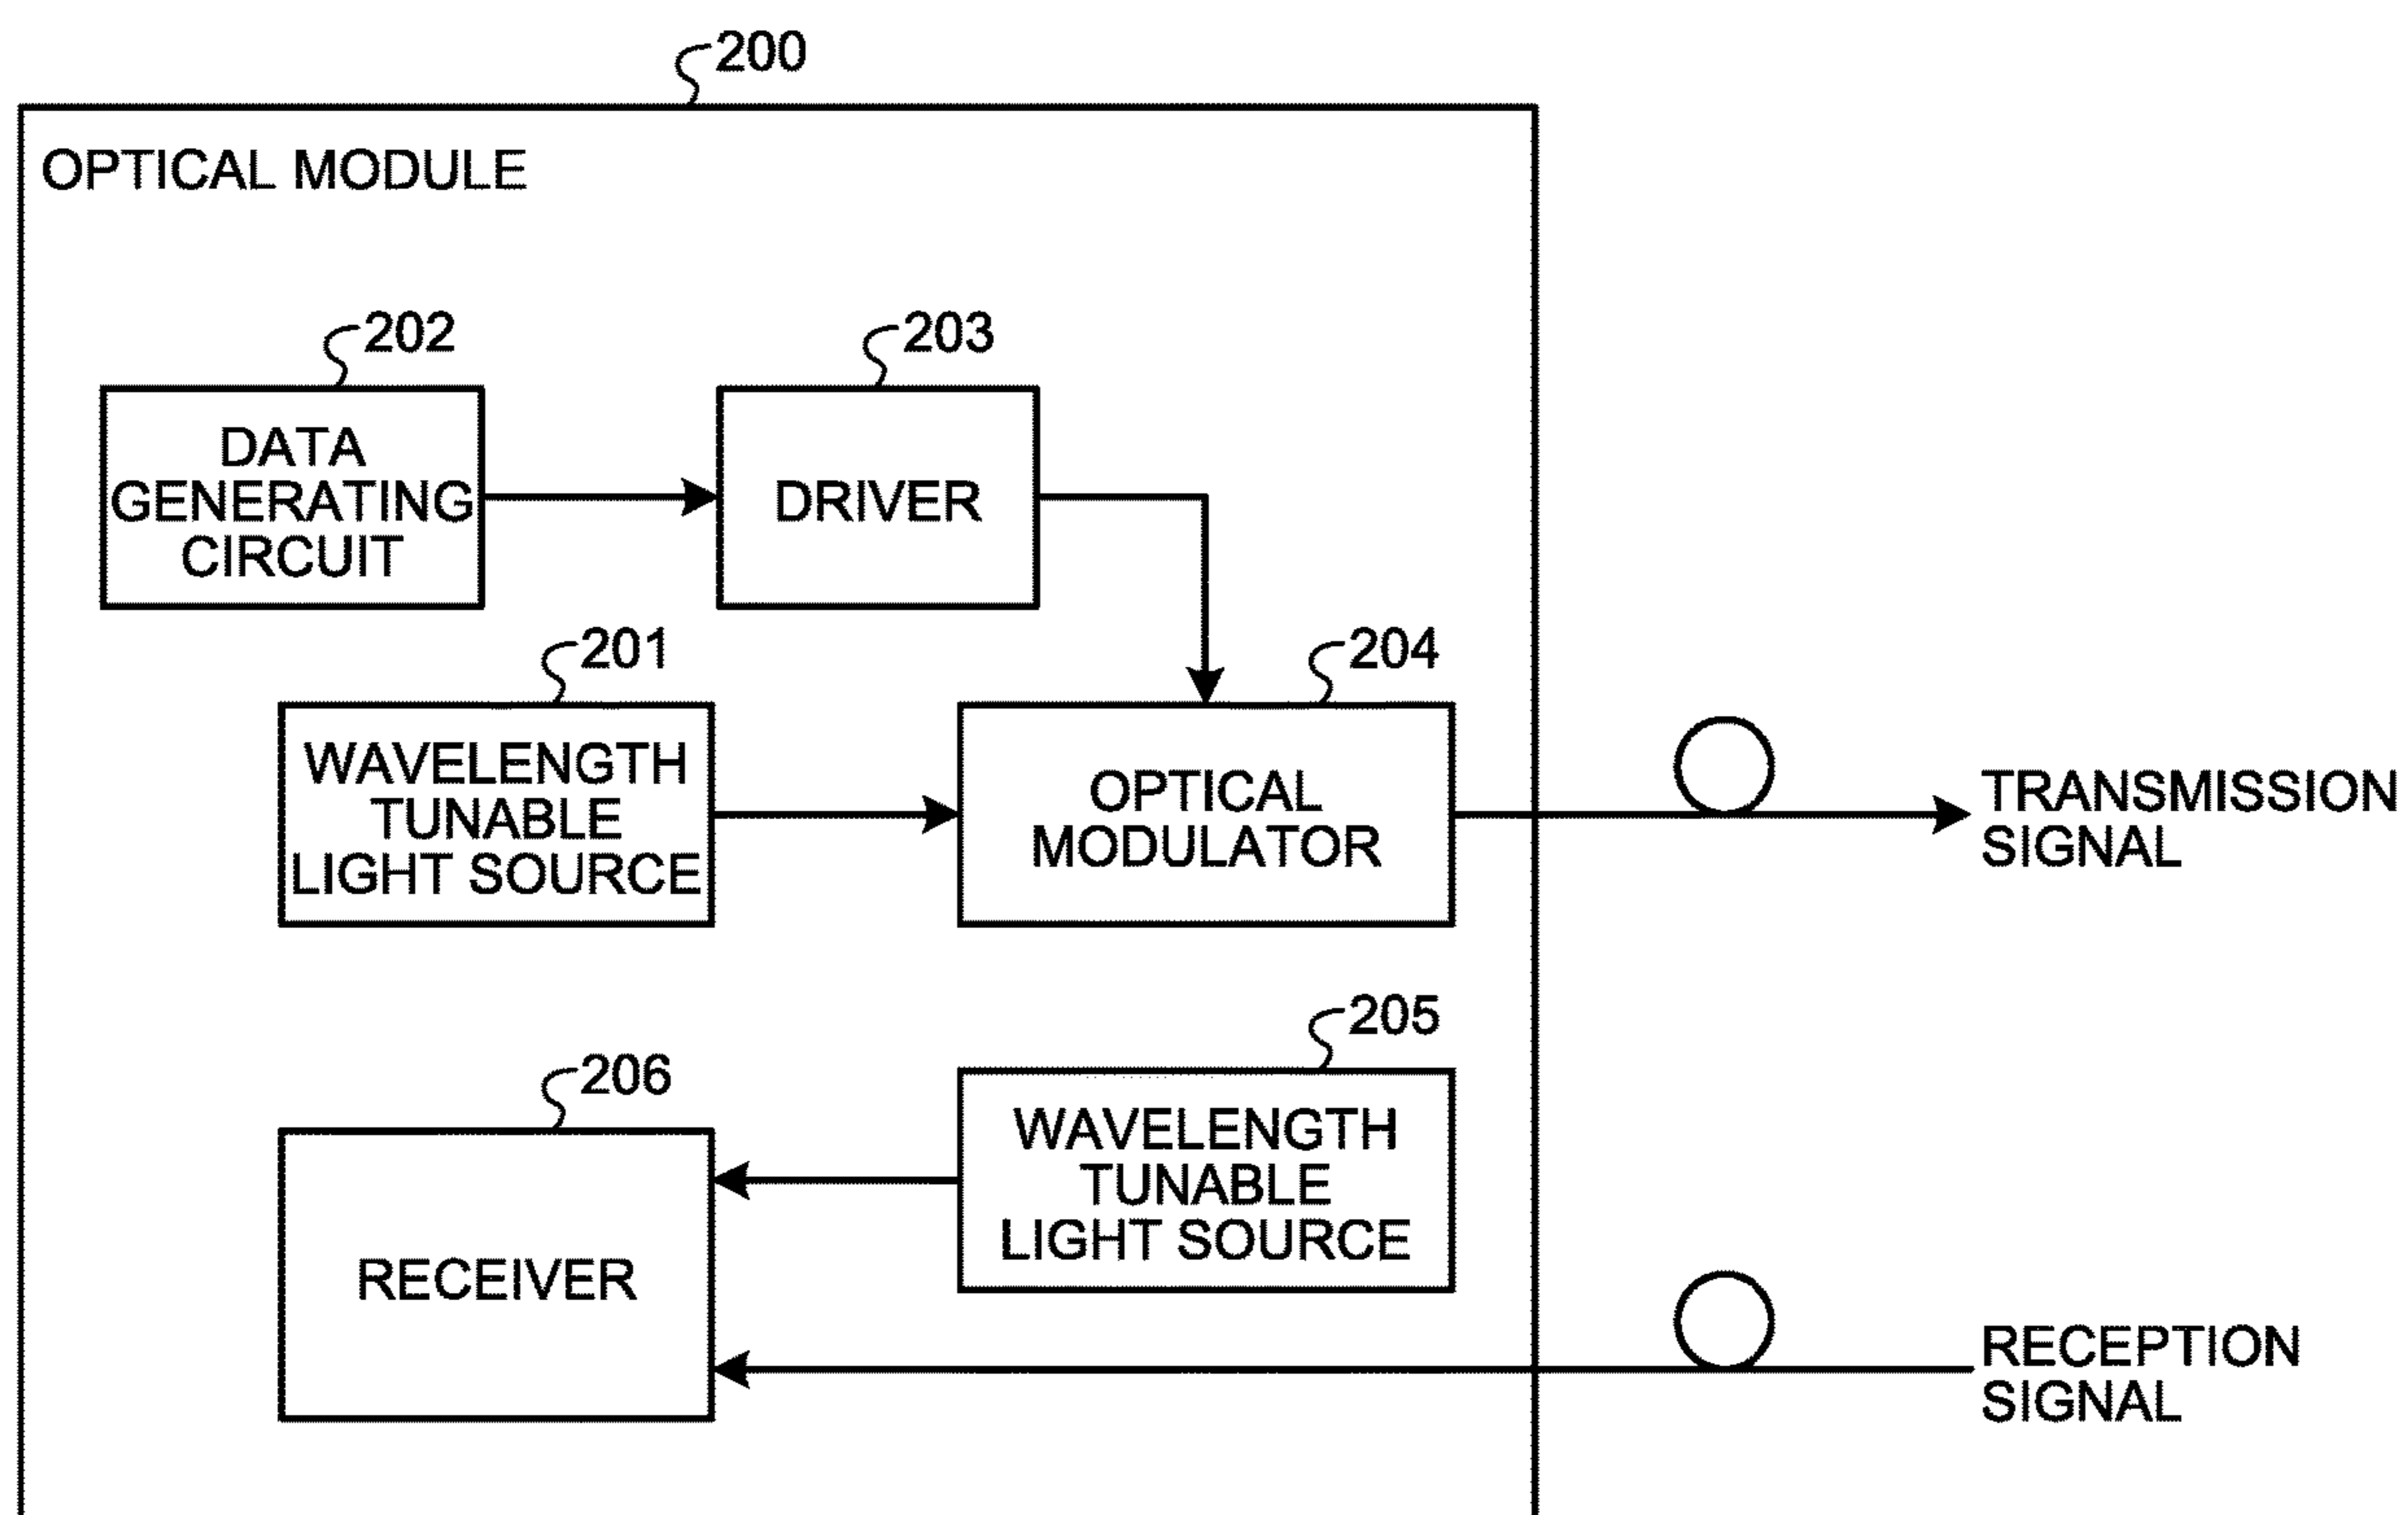 200
OPTICAL MODULE
202
203
DATA
GENERATING
CIRCUIT
DRIVER
201
204
WAVELENGTH
TUNABLE
LIGHT SOURCE
OPTICAL
MODULATOR
TRANSMISSION
SIGNAL
205
206
WAVELENGTH
TUNABLE
LIGHT SOURCE
RECEIVER
RECEPTION
SIGNAL